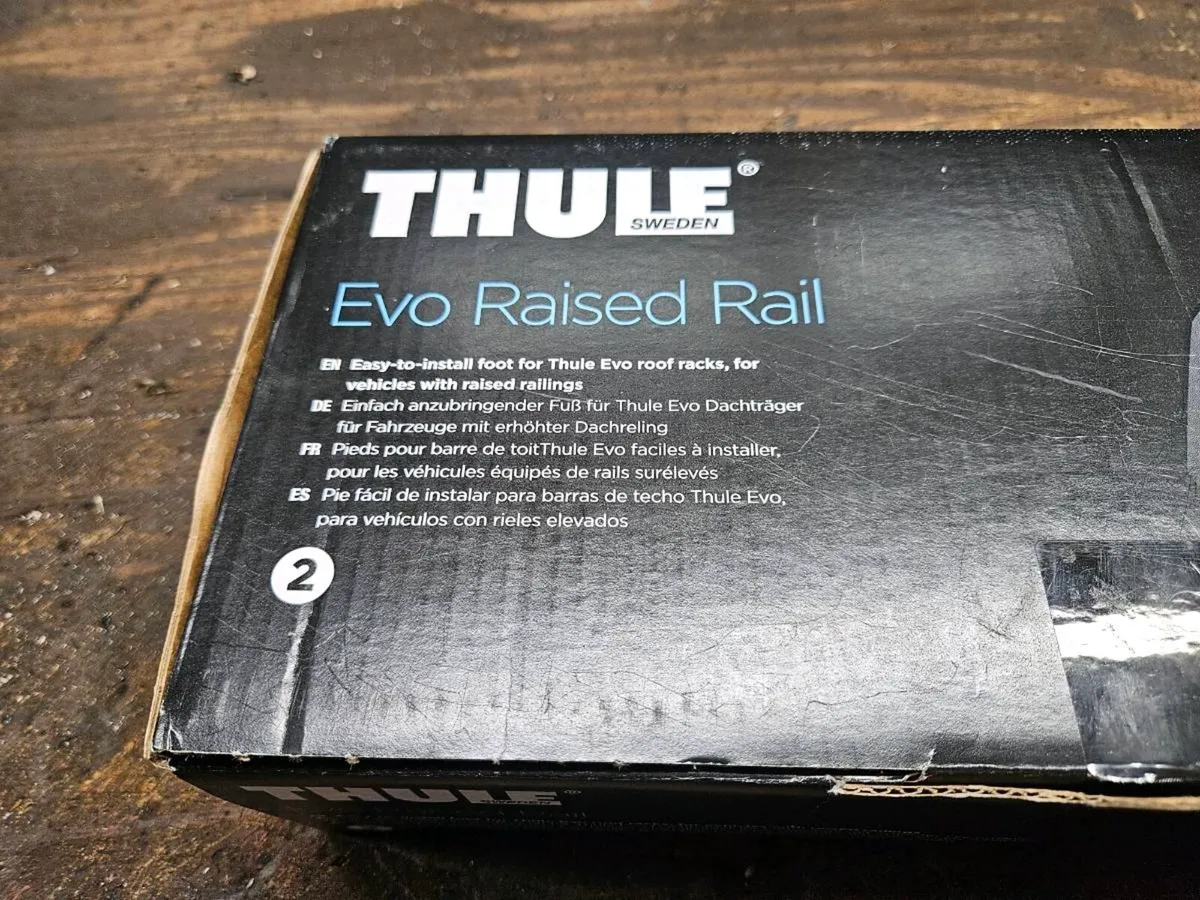 THULE®
SWEDEN
Evo Raised Rail
EN Easy-to-install foot for Thule Evo roof racks, for
vehicles with raised railings
DE Einfach anzubringender Fuß für Thule Evo Dachträger
für Fahrzeuge mit erhöhter Dachreling
FR Pieds pour barre de toitThule Evo faciles à installer,
pour les véhicules équipés de rails surélevés
ES Pie fácil de instalar para barras de techo Thule Evo,
para vehículos con rieles elevados
2
THULE®
SWEDEN